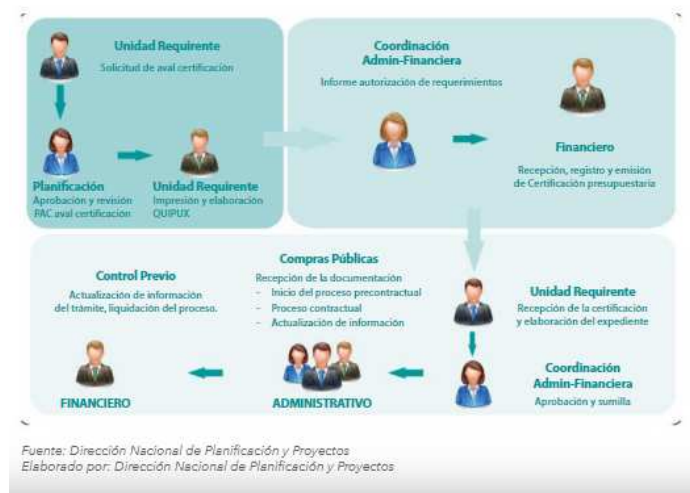 Unidad Requirente
Solicitud de aval certificación
Planificación
Aprobación y revisión
PAC aval certificación
Unidad Requirente
Impresión y elaboración
QUIPUX
Coordinación
Admin-Financiera
Informe autorización de requerimientos
Financiero
Recepción, registro y emisión
de Certificación presupuestaria
Unidad Requirente
Recepción de la certificación
y elaboración del expediente
Coordinación
Admin-Financiera
Aprobación y sumilla
Compras Públicas
Recepción de la documentación
- Inicio del proceso precontractual
- Proceso contractual
- Actualización de información
ADMINISTRATIVO
Control Previo
Actualización de información
del trámite, liquidación del proceso.
FINANCIERO
Fuente: Dirección Nacional de Planificación y Proyectos
Elaborado por: Dirección Nacional de Planificación y Proyectos